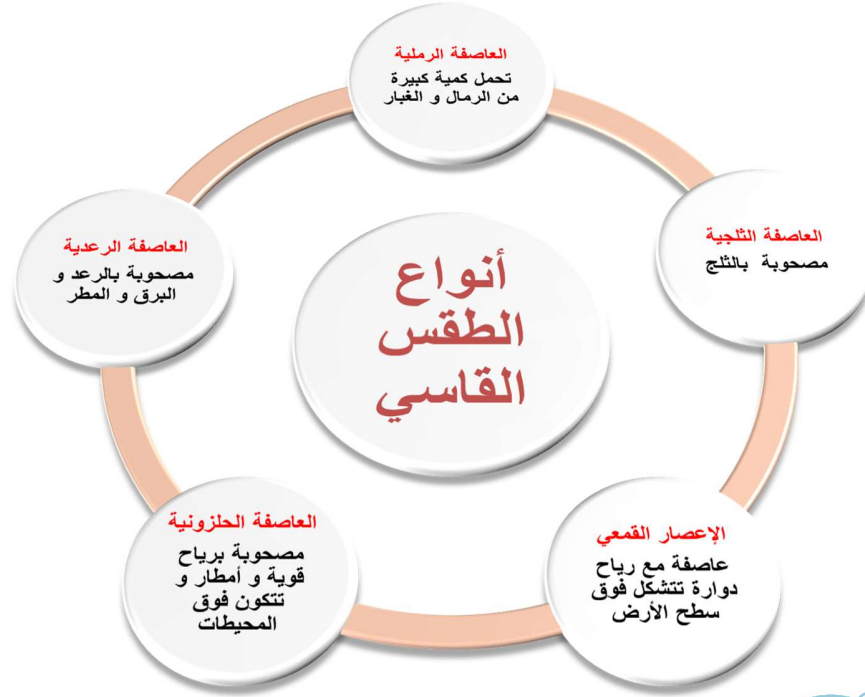 أنواع
الطقس
القاسي
العاصفة الرملية
تحمل كمية كبيرة
من الرمال و الغبار
العاصفة الثلجية
مصحوبة بالثلج
الإعصار القمعي
عاصفة مع رياح
دوارة تتشكل فوق
سطح الأرض
العاصفة الحلزونية
مصحوبة برياح
قوية و أمطار و
تتكون فوق
المحيطات
العاصفة الرعدية
مصحوبة بالرعد و
البرق و المطر